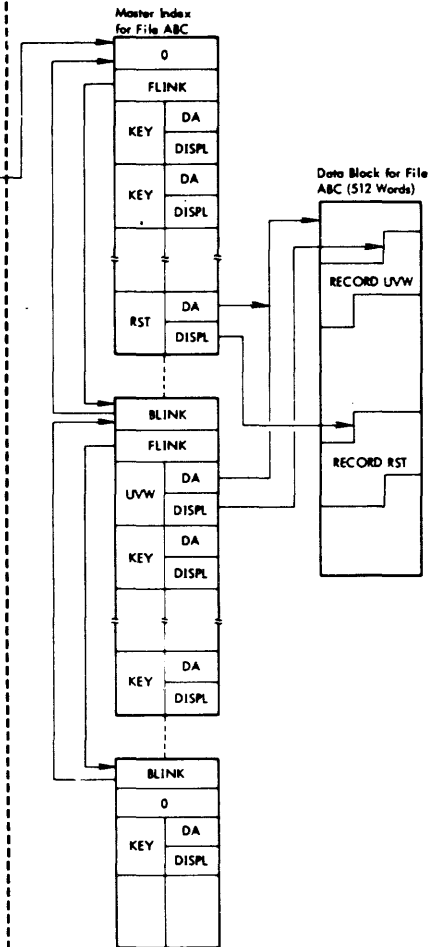 Master Index
for File ABC
0
FLINK
KEY
DA
DISPL
KEY
DA
DISPL
RST
DA
DISPL
BLINK
FLINK
UVW
DA
DISPL
KEY
DA
DISPL
KEY
DA
DISPL
BLINK
0
KEY
DA
DISPL
Data Block for File
ABC (512 Words)
RECORD UVW
RECORD RST